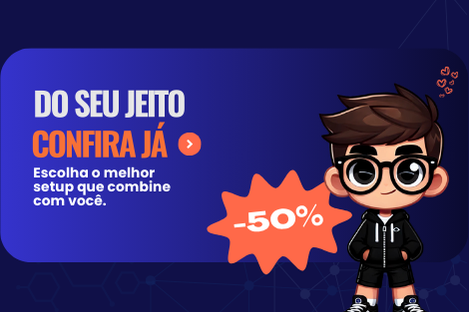 DO SEU JEITO
CONFIRA JÁ
Escolha o melhor
setup que combine
com você.
-50%